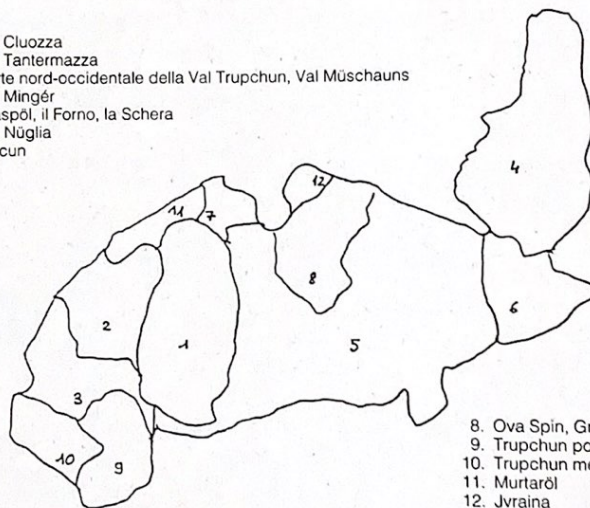 Cluozza
Tantermazza
te nord-occidentale della Val Trupchun, Val Müschauns
Mingér
spöl, il Forno, la Schera
Nüglia
cun
12
4
11
7
8
6
2
1
5
3
10
9
8. Ova Spin, Gr
9. Trupchun po
10. Trupchun me
11. Murtaröl
12. Jvraina